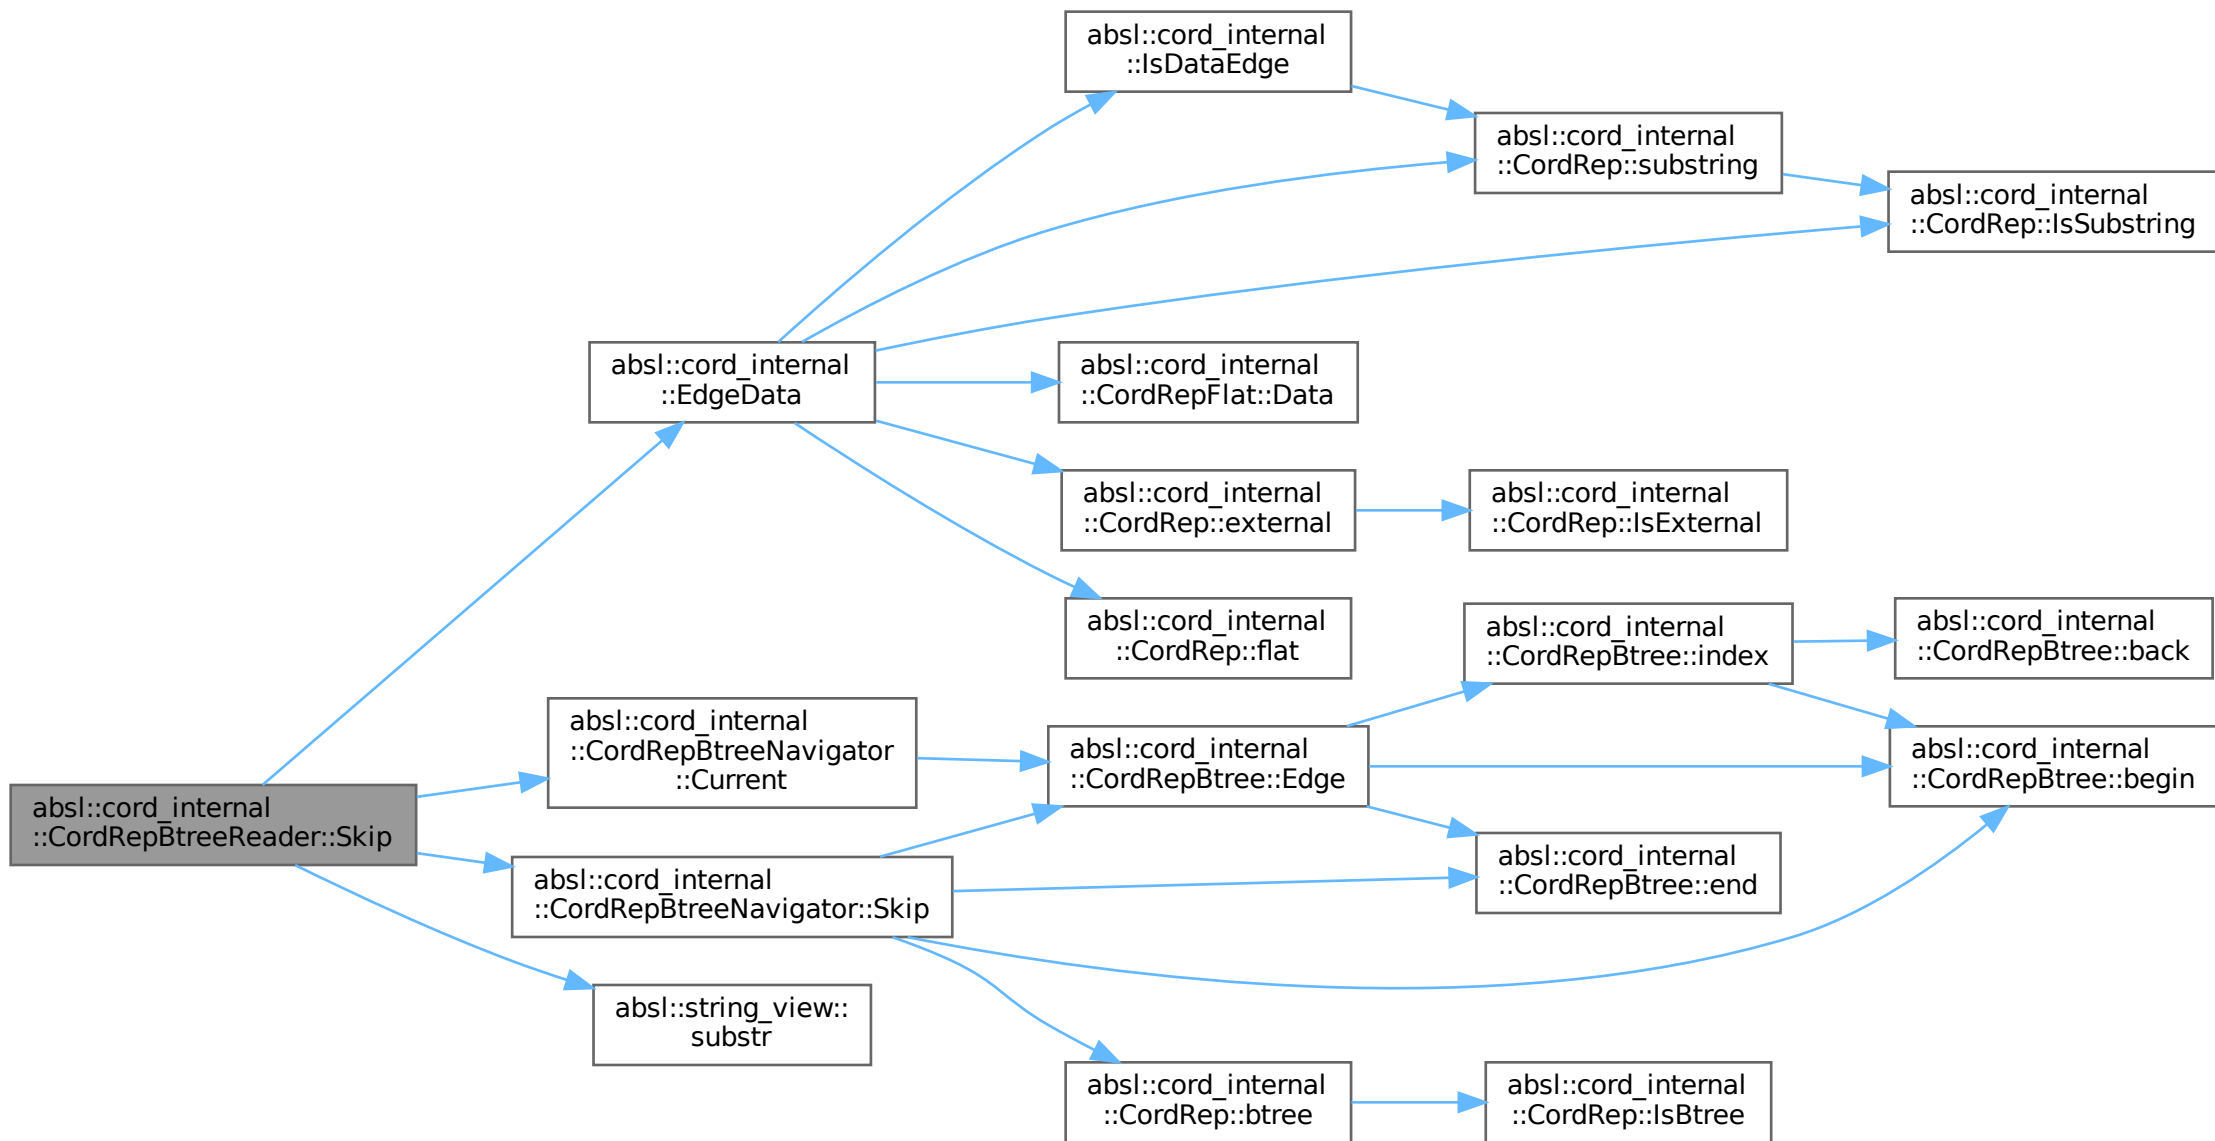 absl::cord_internal
::IsDataEdge
absl::cord_internal
::CordRep::substring
absl::cord_internal
::CordRep::IsSubstring
absl::cord_internal
::EdgeData
absl::cord_internal
::CordRepFlat::Data
absl::cord_internal
::CordRep::external
absl::cord_internal
::CordRep::IsExternal
absl::cord_internal
::CordRep::flat
absl::cord_internal
::CordRepBtree::index
absl::cord_internal
::CordRepBtree::back
absl::cord_internal
::CordRepBtreeNavigator
::Current
absl::cord_internal
::CordRepBtree::Edge
absl::cord_internal
::CordRepBtree::begin
absl::cord_internal
::CordRepBtreeReader::Skip
absl::cord_internal
::CordRepBtreeNavigator::Skip
absl::cord_internal
::CordRepBtree::end
absl::string_view::
substr
absl::cord_internal
::CordRep::btree
absl::cord_internal
::CordRep::IsBtree